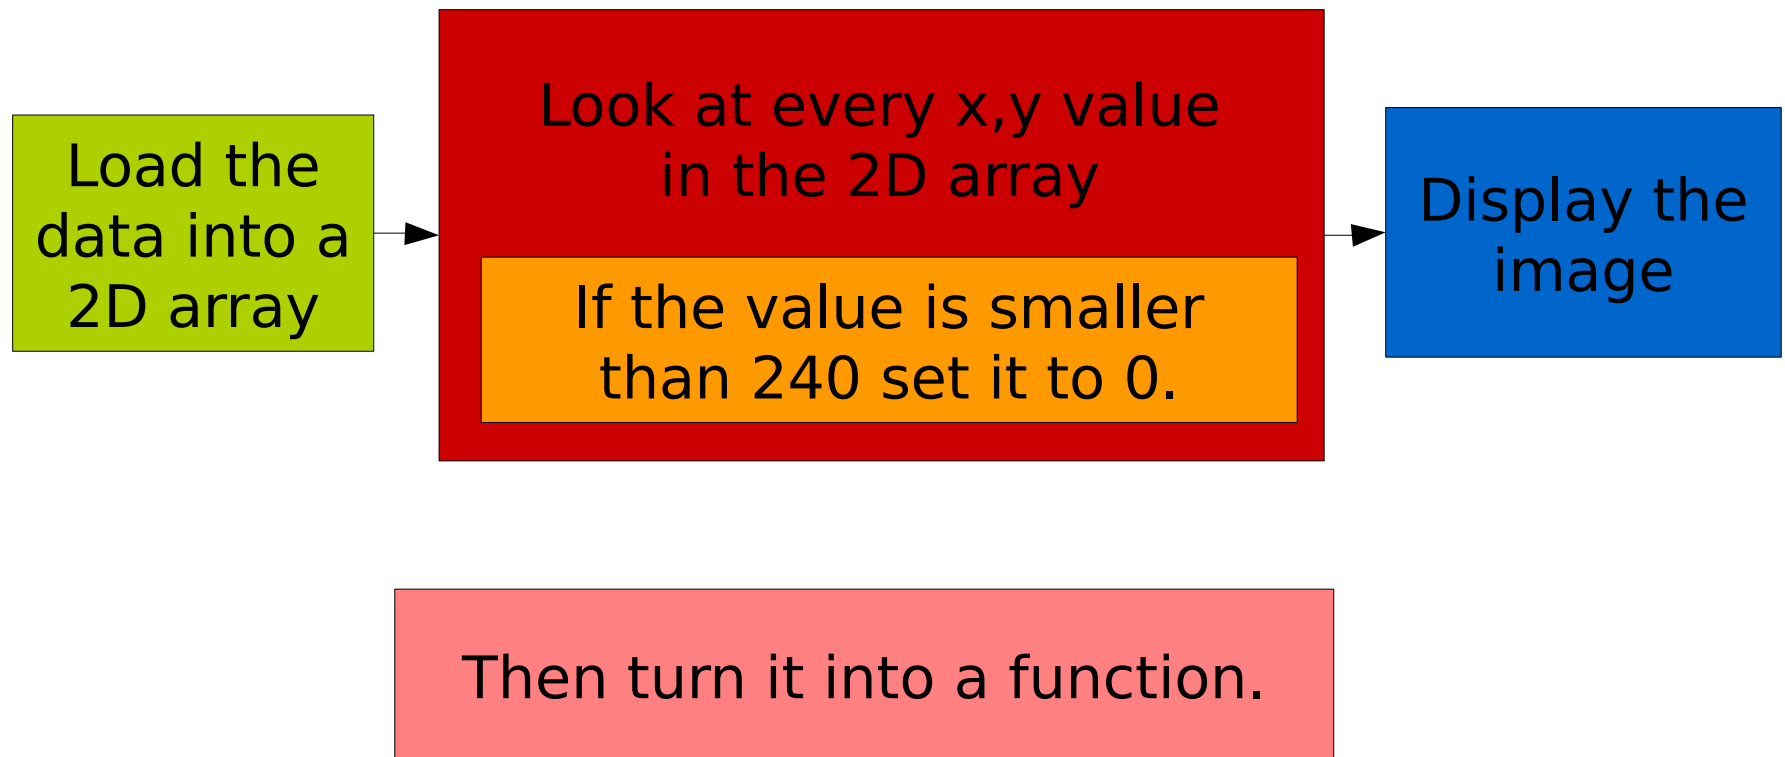 Load the
data into a
2D array
Look at every x,y value
in the 2D array
If the value is smaller
than 240 set it to 0.
Display the
image
Then turn it into a function.